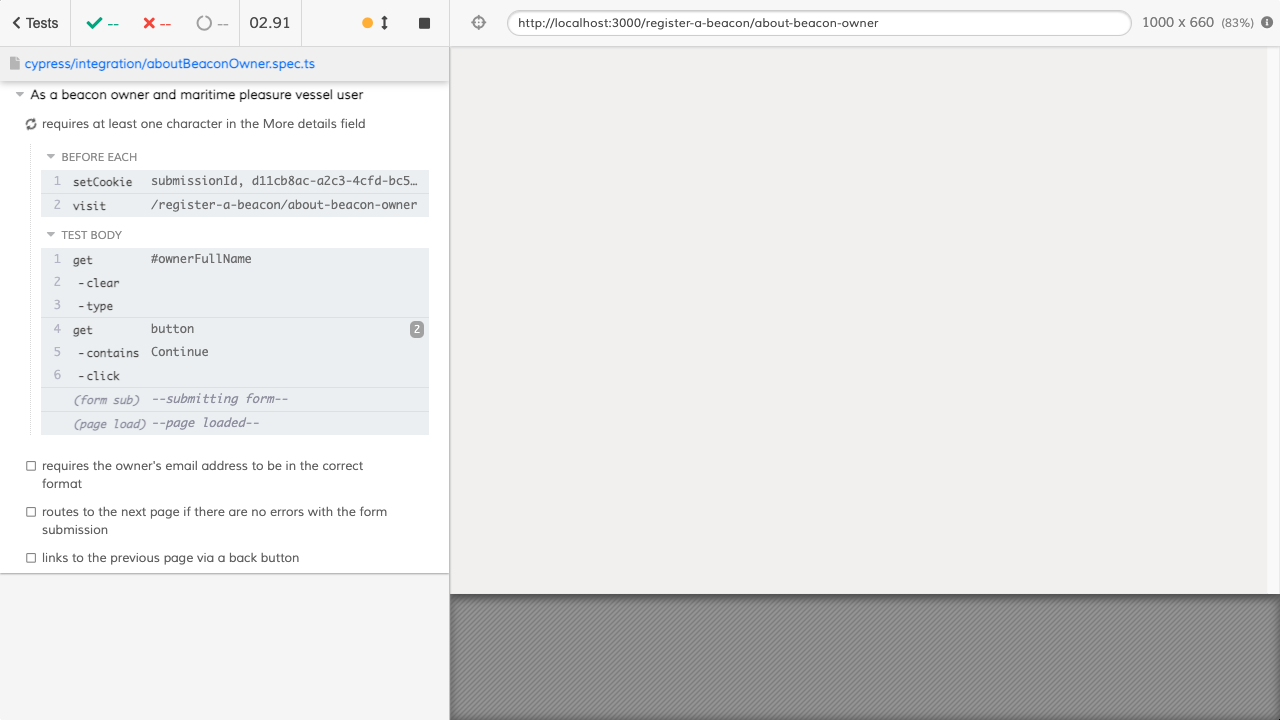 Tests
--
--
--
02.91
http://localhost:3000/register-a-beacon/about-beacon-owner
1000 x 660 (83%)
cypress/integration/aboutBeaconOwner.spec.ts
As a beacon owner and maritime pleasure vessel user
requires at least one character in the More details field
BEFORE EACH
1 setCookie submissionId, d11cb8ac-a2c3-4cfd-bc5…
2 visit /register-a-beacon/about-beacon-owner
TEST BODY
1 get #ownerFullName
2 -clear
3 -type
4 get button 2
5 -contains Continue
6 -click
(form sub) --submitting form--
(page load) --page loaded--
requires the owner's email address to be in the correct
format
routes to the next page if there are no errors with the form
submission
links to the previous page via a back button